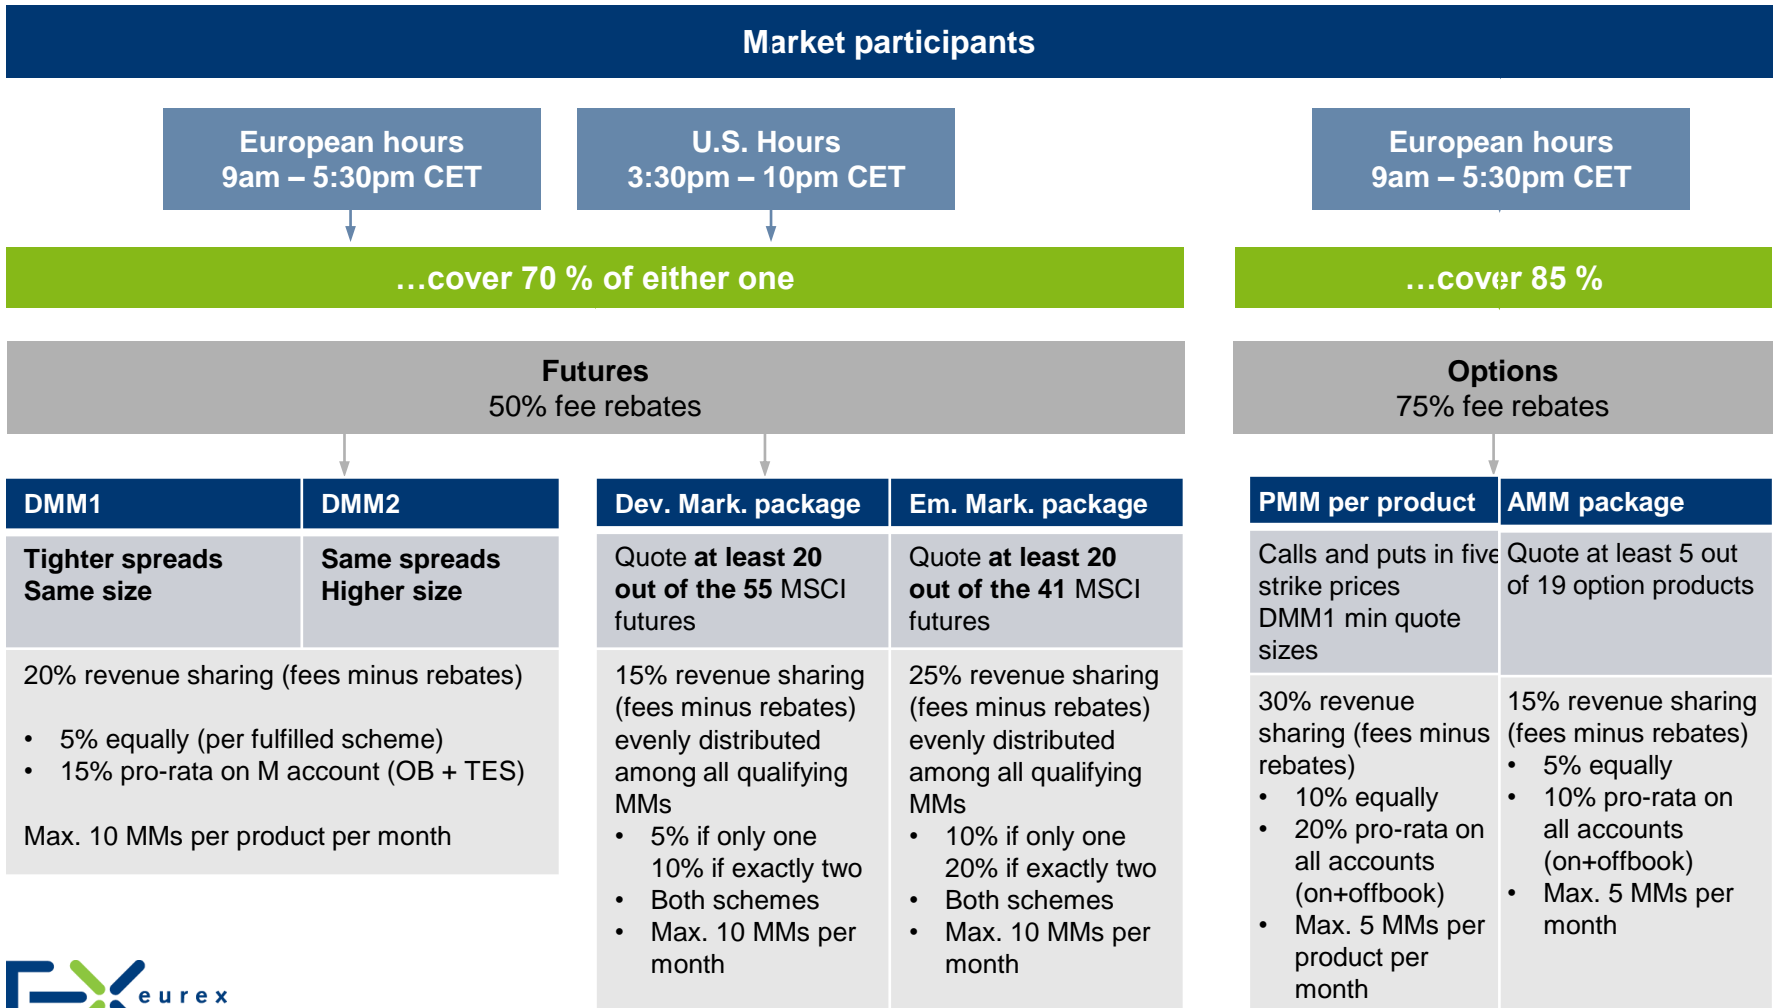 Market participants
European hours
9am – 5:30pm CET
U.S. Hours
3:30pm – 10pm CET
European hours
9am – 5:30pm CET
…cover 70 % of either one
…cover 85 %
Futures
50% fee rebates
Options
75% fee rebates
DMM1
DMM2
Tighter spreads
Same size
Same spreads
Higher size
20% revenue sharing (fees minus rebates)
• 5% equally (per fulfilled scheme)
• 15% pro-rata on M account (OB + TES)
Max. 10 MMs per product per month
Dev. Mark. package
Quote at least 20
out of the 55 MSCI
futures
15% revenue sharing
(fees minus rebates)
evenly distributed
among all qualifying
MMs
• 5% if only one
10% if exactly two
• Both schemes
• Max. 10 MMs per
month
Em. Mark. package
Quote at least 20
out of the 41 MSCI
futures
25% revenue sharing
(fees minus rebates)
evenly distributed
among all qualifying
MMs
• 10% if only one
20% if exactly two
• Both schemes
• Max. 10 MMs per
month
PMM per product
Calls and puts in five
strike prices
DMM1 min quote
sizes
30% revenue
sharing (fees minus
rebates)
• 10% equally
• 20% pro-rata on
all accounts
(on+offbook)
• Max. 5 MMs per
product per
month
AMM package
Quote at least 5 out
of 19 option products
15% revenue sharing
(fees minus rebates)
• 5% equally
• 10% pro-rata on
all accounts
(on+offbook)
• Max. 5 MMs per
month
eurex